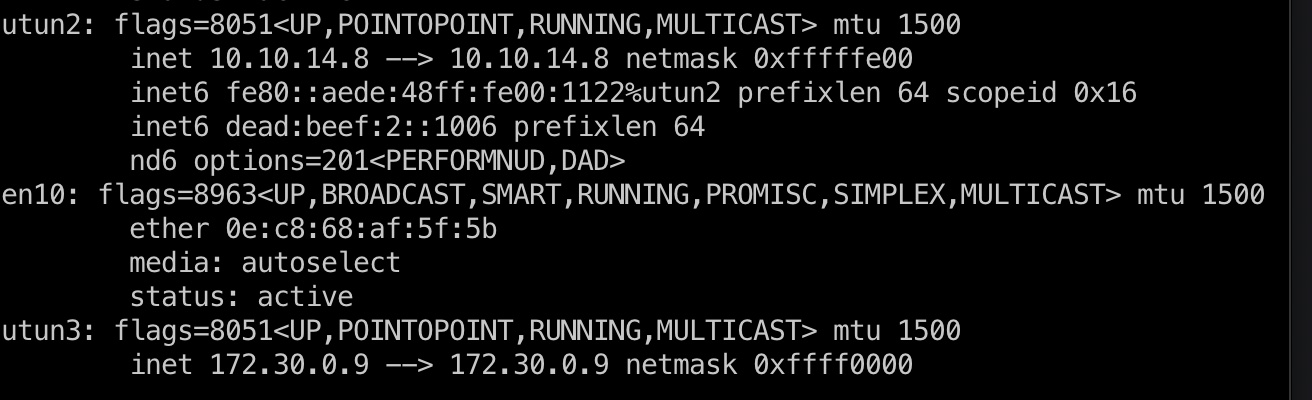 utun2: flags=8051<UP,POINTOPOINT,RUNNING,MULTICAST> mtu 1500
inet 10.10.14.8 --> 10.10.14.8 netmask 0xfffffe00
inet6 fe80::aede:48ff:fe00:1122%utun2 prefixlen 64 scopeid 0x16
inet6 dead:beef:2::1006 prefixlen 64
nd6 options=201<PERFORMNUD,DAD>
en10: flags=8963<UP,BROADCAST,SMART,RUNNING,PROMISC,SIMPLEX,MULTICAST> mtu 1500
ether 0e:c8:68:af:5f:5b
media: autoselect
status: active
utun3: flags=8051<UP,POINTOPOINT,RUNNING,MULTICAST> mtu 1500
inet 172.30.0.9 --> 172.30.0.9 netmask 0xffff0000